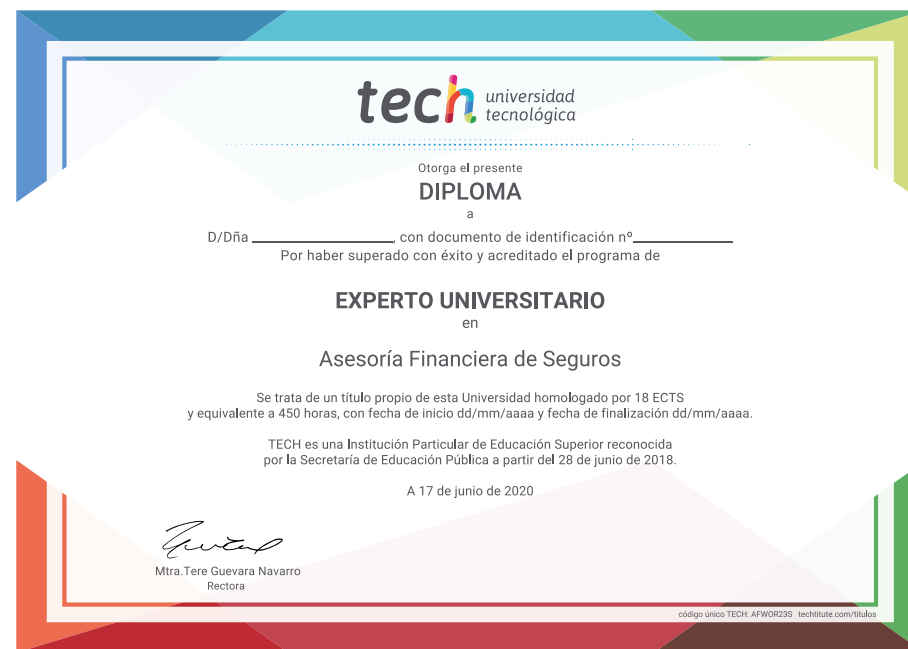 tech universidad
tecnológica
Otorga el presente
DIPLOMA
a
D/Dña ____________________, con documento de identificación nº______________
Por haber superado con éxito y acreditado el programa de
EXPERTO UNIVERSITARIO
en
Asesoría Financiera de Seguros
Se trata de un título propio de esta Universidad homologado por 18 ECTS
y equivalente a 450 horas, con fecha de inicio dd/mm/aaaa y fecha de finalización dd/mm/aaaa.
TECH es una Institución Particular de Educación Superior reconocida
por la Secretaría de Educación Pública a partir del 28 de junio de 2018.
A 17 de junio de 2020
Mtra.Tere Guevara Navarro
Rectora
código único TECH: AFWOR23S techtitute.com/titulos